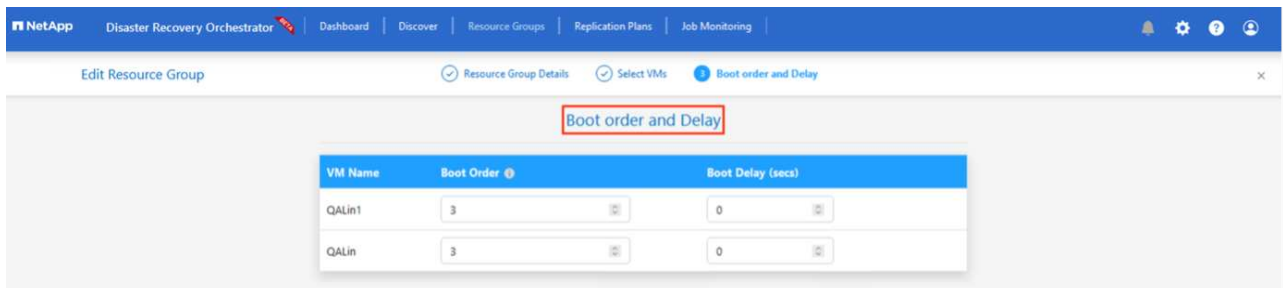 NetApp Disaster Recovery Orchestrator BETA Dashboard Discover Resource Groups Replication Plans Job Monitoring
Edit Resource Group Resource Group Details Select VMs 3 Boot order and Delay
Boot order and Delay
VM Name Boot Order Boot Delay (secs)
QALin1 3 0
QALin 3 0